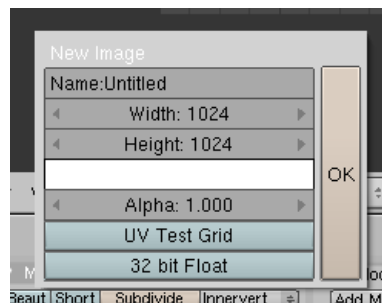 New Image
Name:Untitled
Width: 1024
Height: 1024
OK
Alpha: 1.000
UV Test Grid
32 bit Float
Beaut Short Subdivide Innervert
Add M